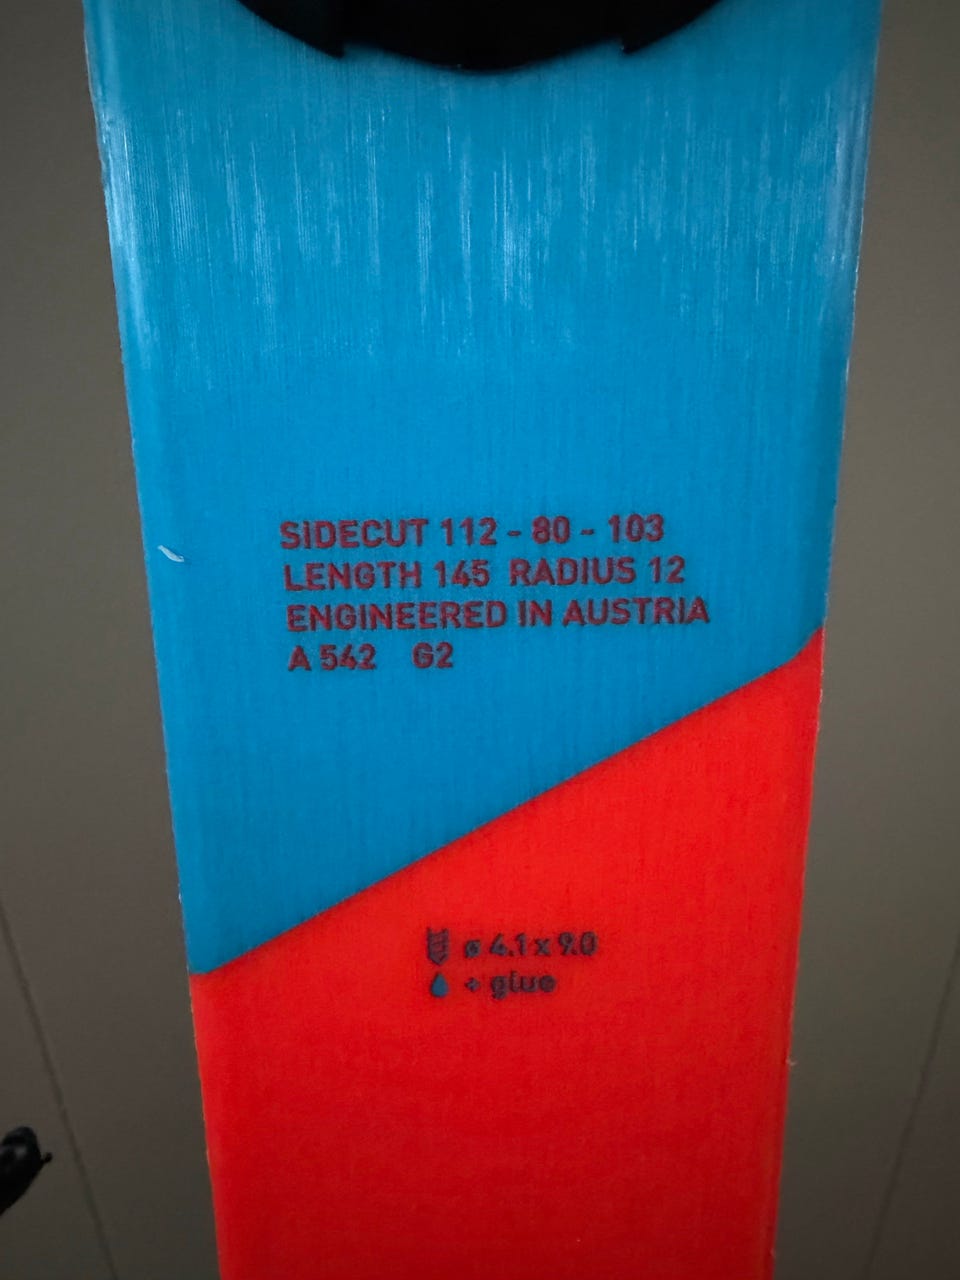 SIDECUT 112 - 80 - 103
LENGTH 145 RADIUS 12
ENGINEERED IN AUSTRIA
A 542 G2
ø 4.1 x 9.0
+ glue